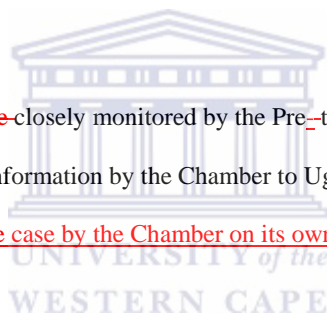 e closely monitored by the Pre--t
nformation by the Chamber to Ug
e case by the Chamber on its own
UNIVERSITY of the
WESTERN CAPE